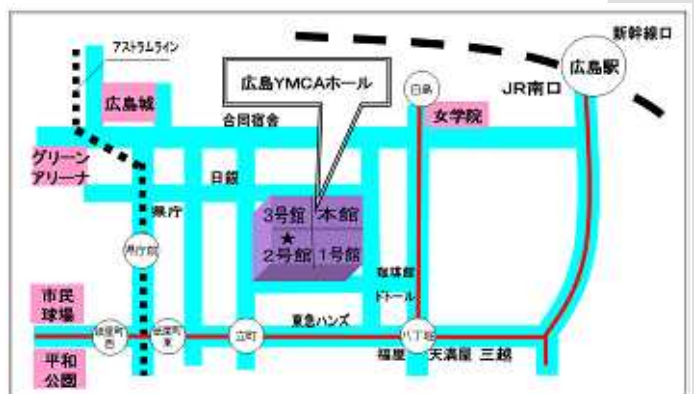 アストラムライン
新幹線口
広島駅
広島YMCAホール
JR南口
広島城
白島
女学院
合同宿舎
グリーン
アリーナ
日銀
県庁
3号館
本館
★
2号館
1号館
県庁前
珈琲館
ドトール
市民
球場
東急ハンズ
紙屋町
西
紙屋町
東
立町
八丁堀
福屋
天満屋
三越
平和
公園